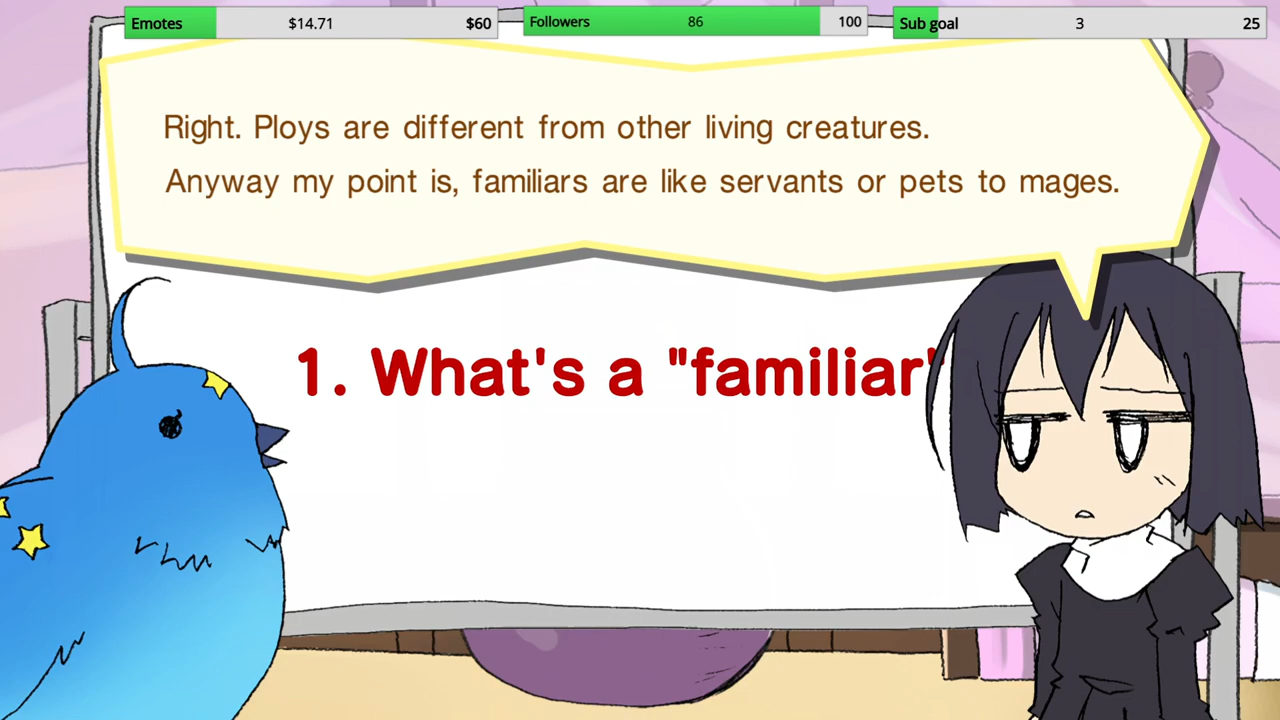 Emotes $14.71 $60 Followers 86 100 Sub goal 3 25
Right. Ploys are different from other living creatures.
Anyway my point is, familiars are like servants or pets to mages.
1. What's a "familiar"